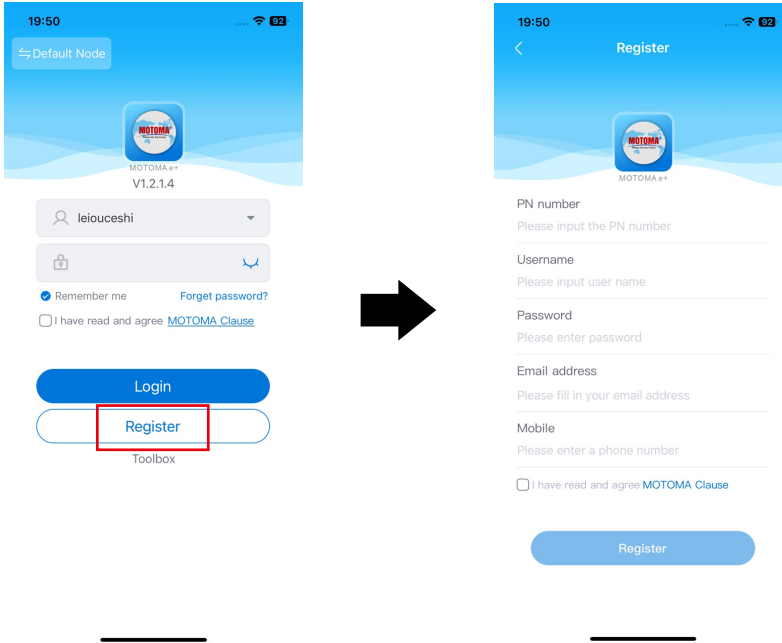 19:50
92
Default Node
MOTOMA
MOTOMA e+
V1.2.1.4
leiouceshi
Remember me
Forget password?
I have read and agree MOTOMA Clause
Login
Register
Toolbox
19:50
92
Register
MOTOMA
MOTOMA e+
PN number
Please input the PN number
Username
Please input user name
Password
Please enter password
Email address
Please fill in your email address
Mobile
Please enter a phone number
I have read and agree MOTOMA Clause
Register